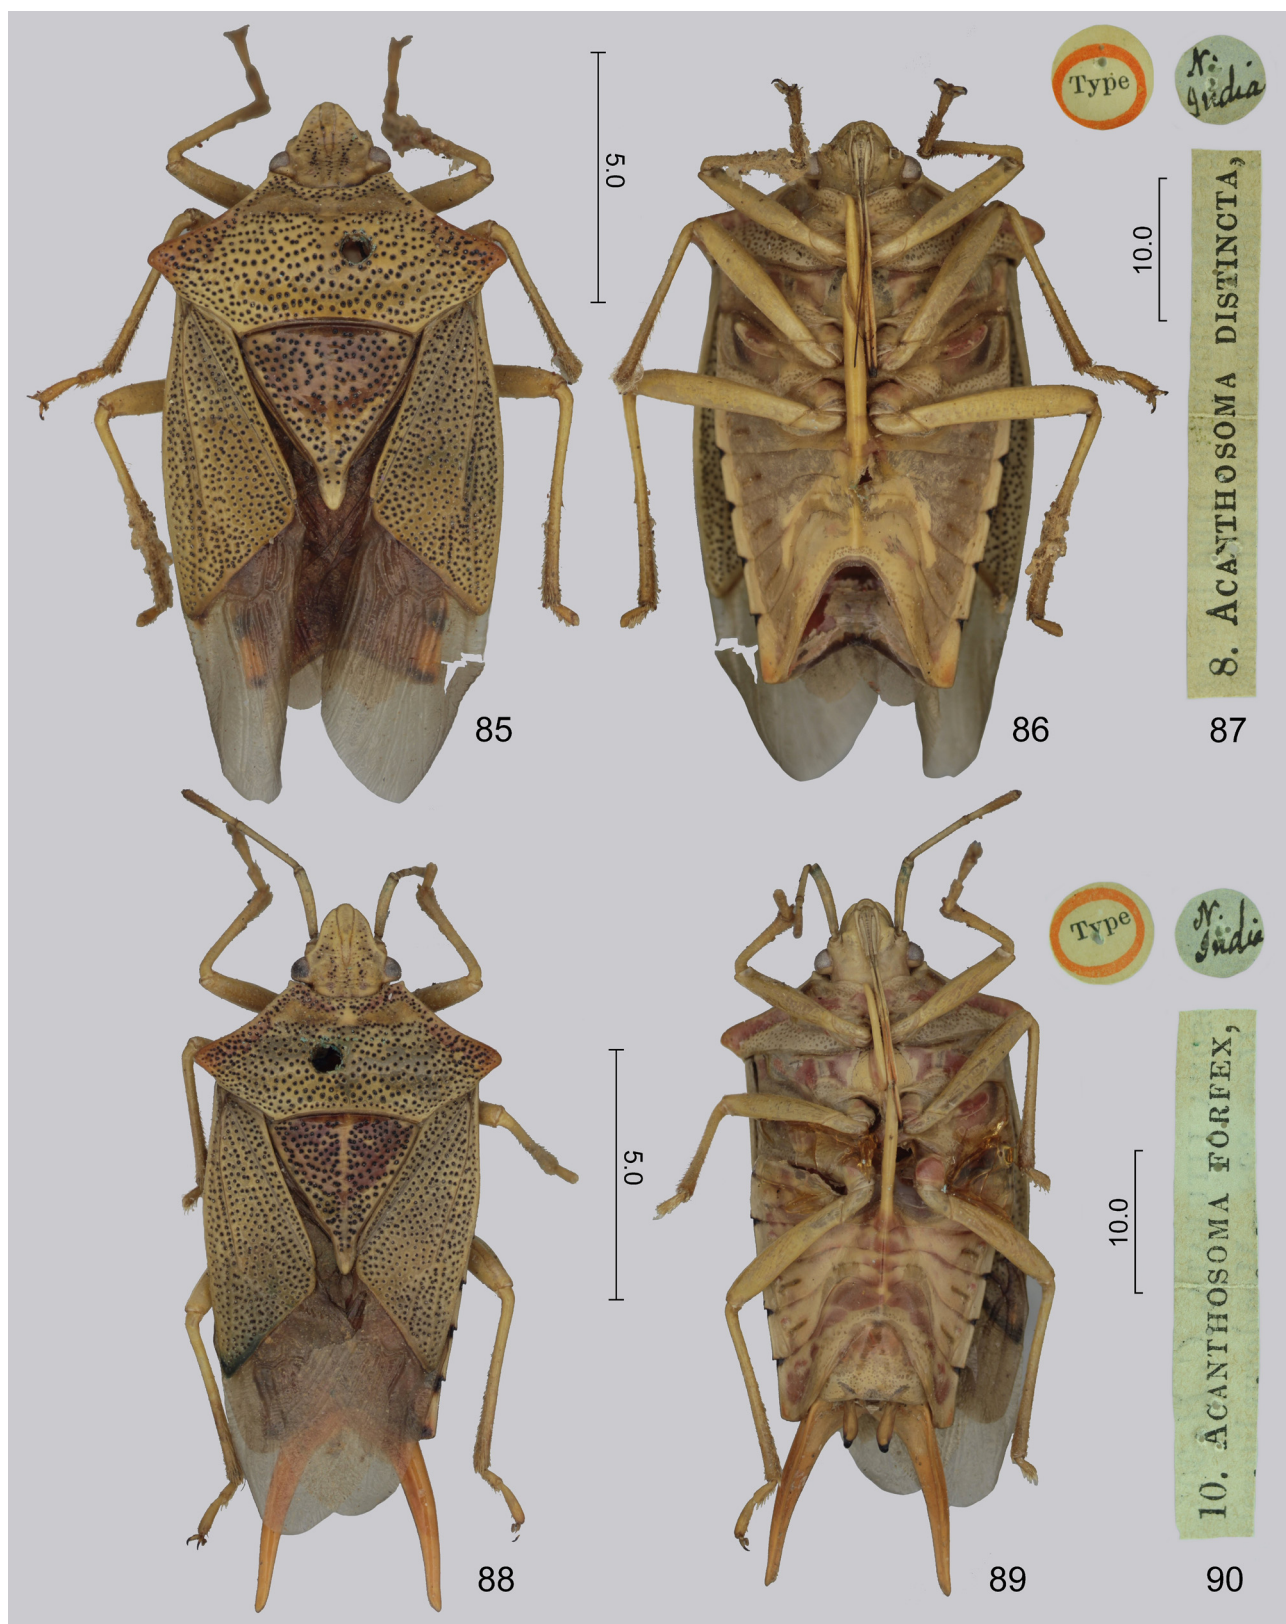 Type
N.
India
5.0
10.0
8. ACANTHOSOMA DISTINCTA,
85
86
87
Type
N.
India
5.0
10.0
10. ACANTHOSOMA FORFEX,
88
89
90